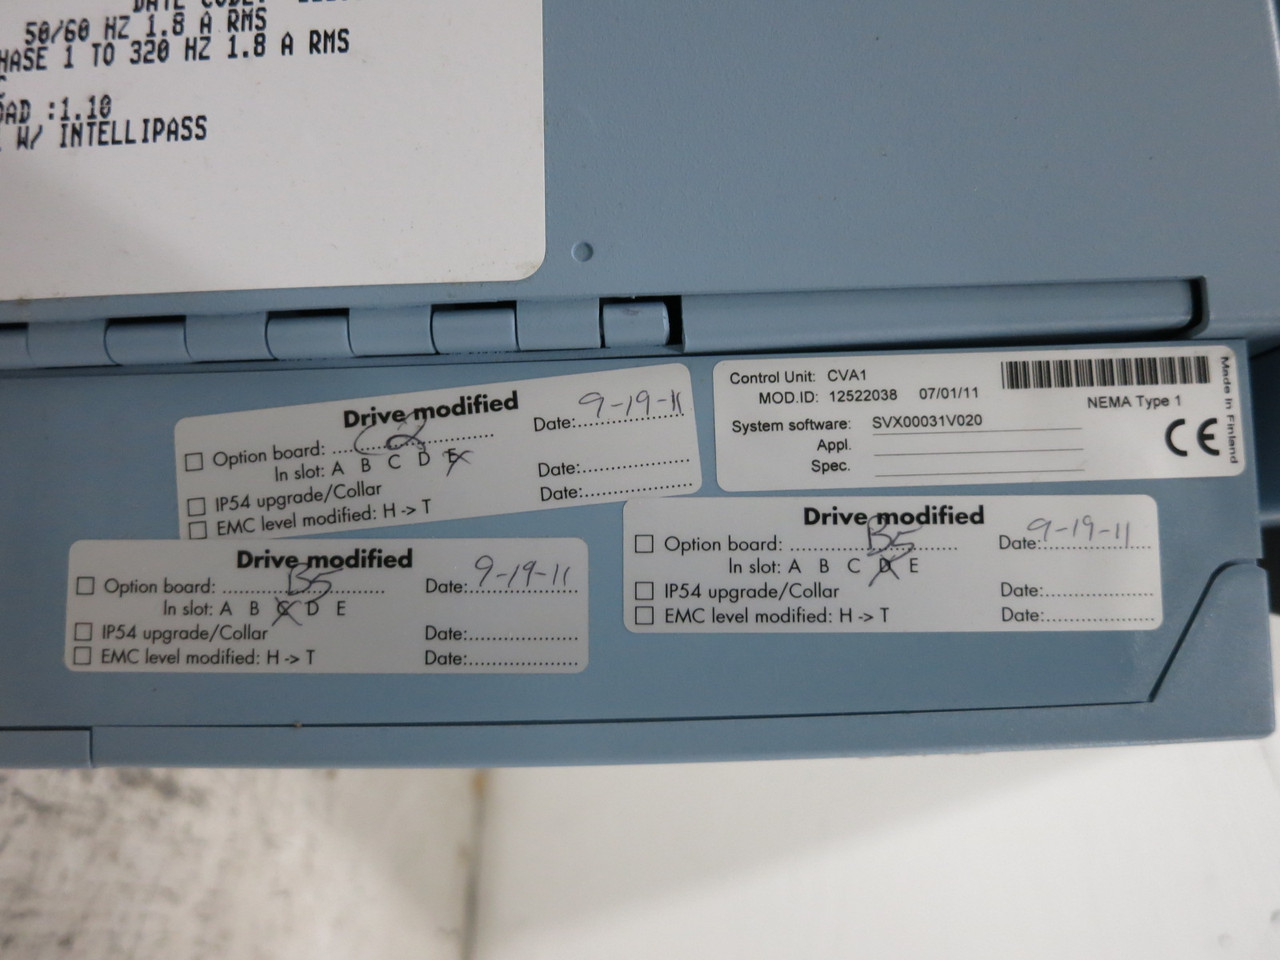 DATE CODE:
50/60 HZ 1.8 A RMS
HASE 1 TO 320 HZ 1.8 A RMS
OAD :1.10
W/ INTELLIPASS
Drive modified
Option board: C2 Date: 9-19-11
In slot: A B C D E
IP54 upgrade/Collar Date:
EMC level modified: H -> T Date:
Control Unit: CVA1
MOD.ID: 12522038 07/01/11
NEMA Type 1
System software: SVX00031V020
Appl.
Spec.
CE
Made in Finland
Drive modified
Option board: B5 Date: 9-19-11
In slot: A B C D E
IP54 upgrade/Collar Date:
EMC level modified: H -> T Date:
Drive modified
Option board: B5 Date: 9-19-11
In slot: A B C D E
IP54 upgrade/Collar Date:
EMC level modified: H -> T Date: